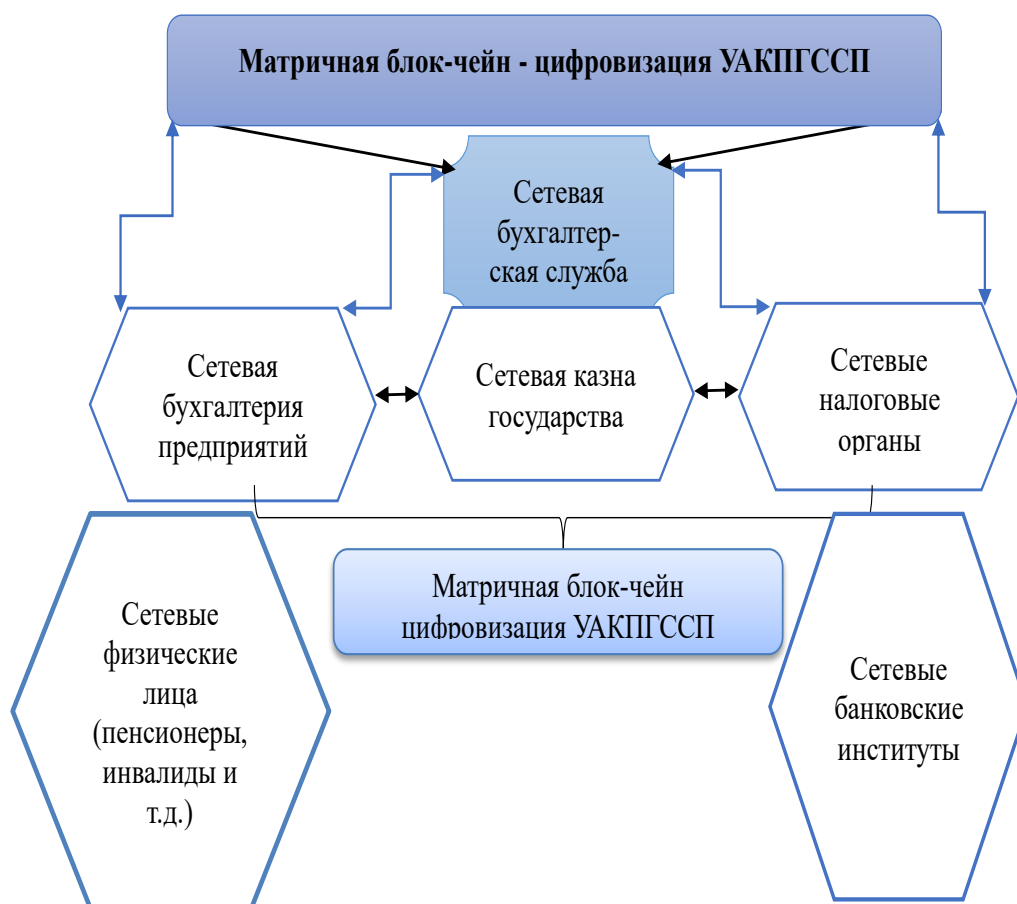 Матричная блок-чейн - цифровизация УАКПГССП
Сетевая
бухгалтер-
ская служба
Сетевая
бухгалтерия
предприятий
Сетевая казна
государства
Сетевые
налоговые
органы
Матричная блок-чейн
цифровизация УАКПГССП
Сетевые
физические
лица
(пенсионеры,
инвалиды и
т.д.)
Сетевые
банковские
институты